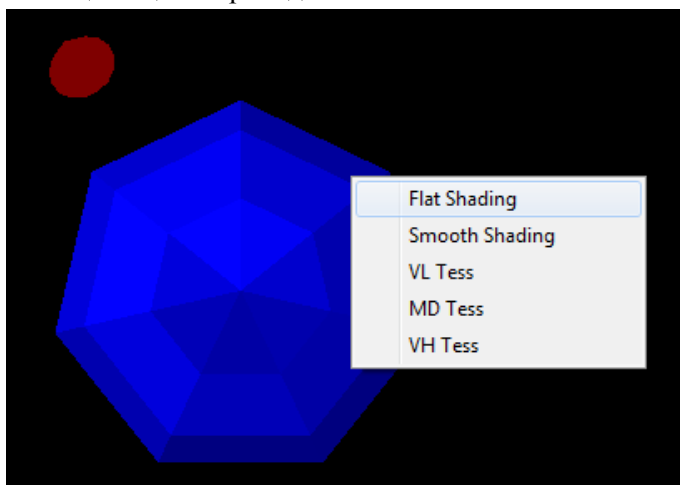 Flat Shading
Smooth Shading
VL Tess
MD Tess
VH Tess